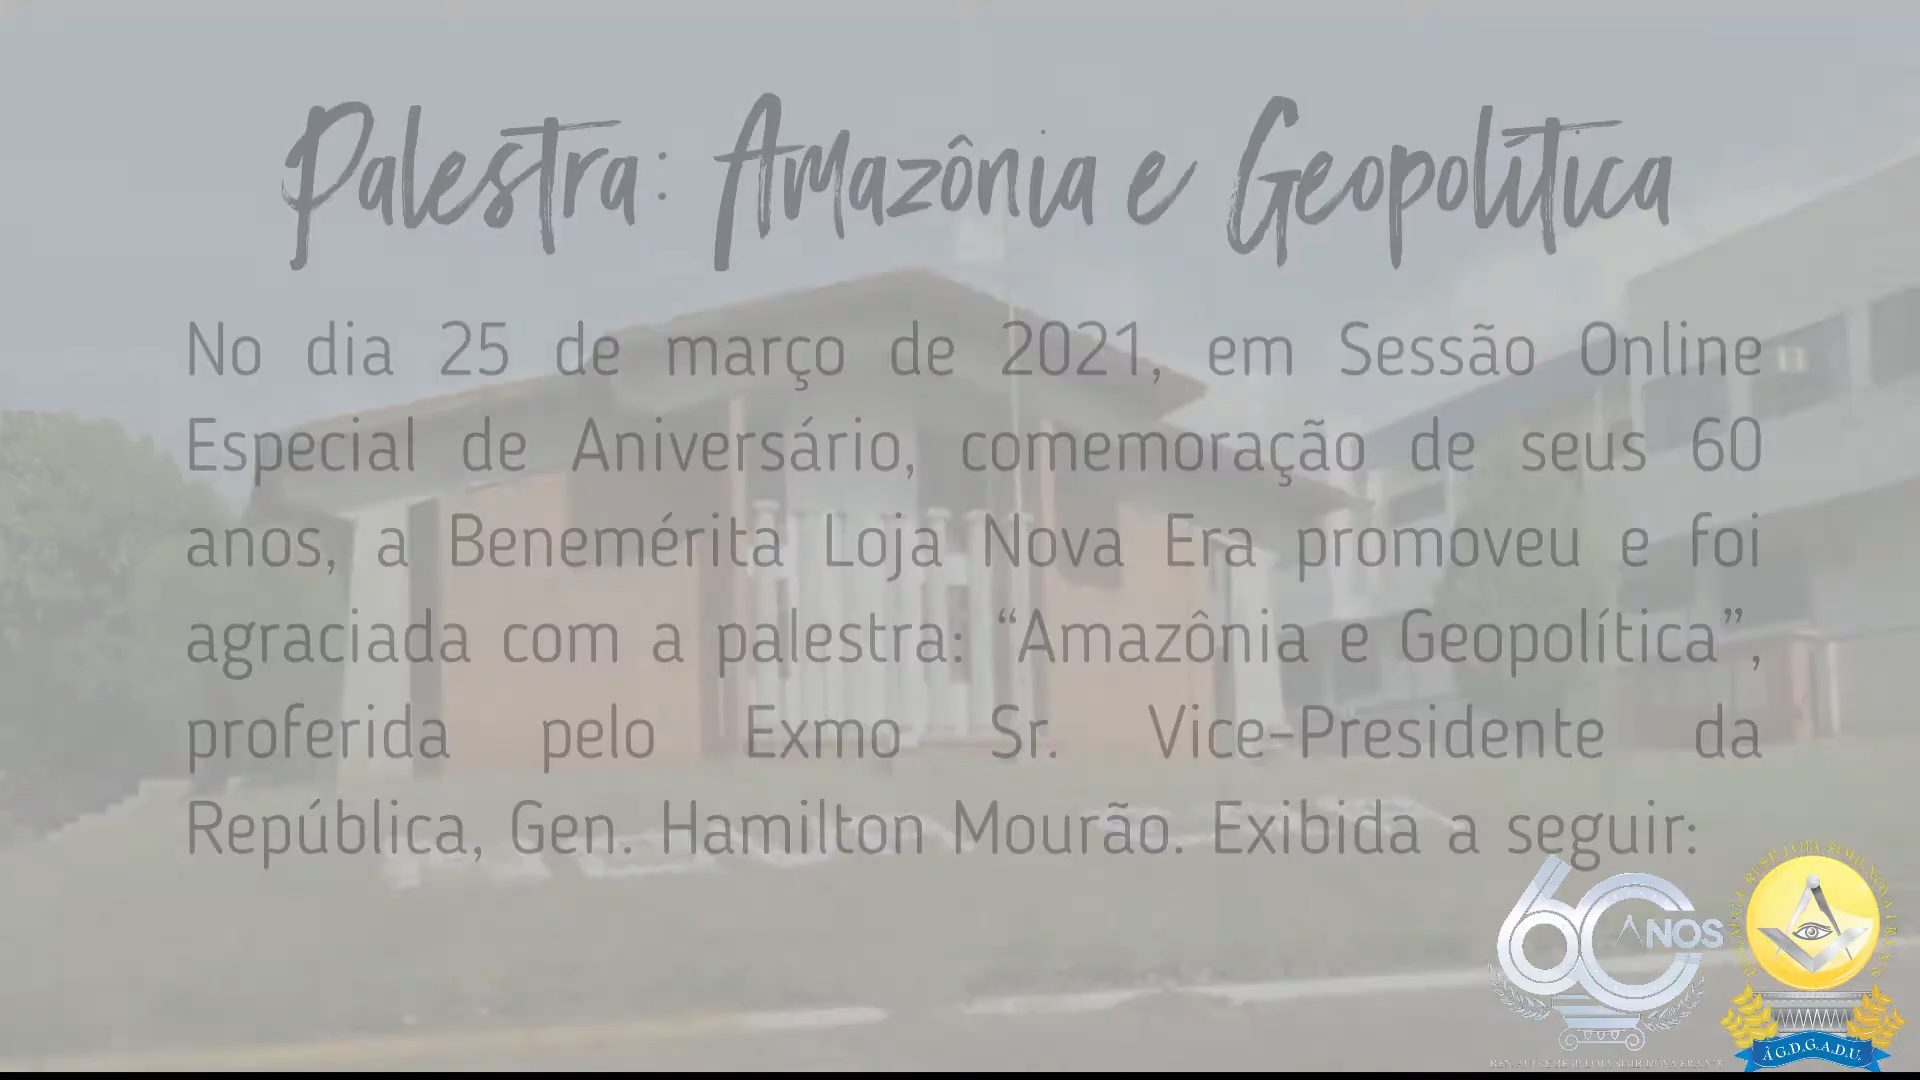 Palestra: Amazônia e Geopolítica
No dia 25 de março de 2021, em Sessão Online
Especial de Aniversário, comemoração de seus 60
anos, a Benemérita Loja Nova Era promoveu e foi
agraciada com a palestra: “Amazônia e Geopolítica”,
proferida pelo Exmo Sr. Vice-Presidente da
República, Gen. Hamilton Mourão. Exibida a seguir:
60 ANOS
À G.D.G.A.D.U.